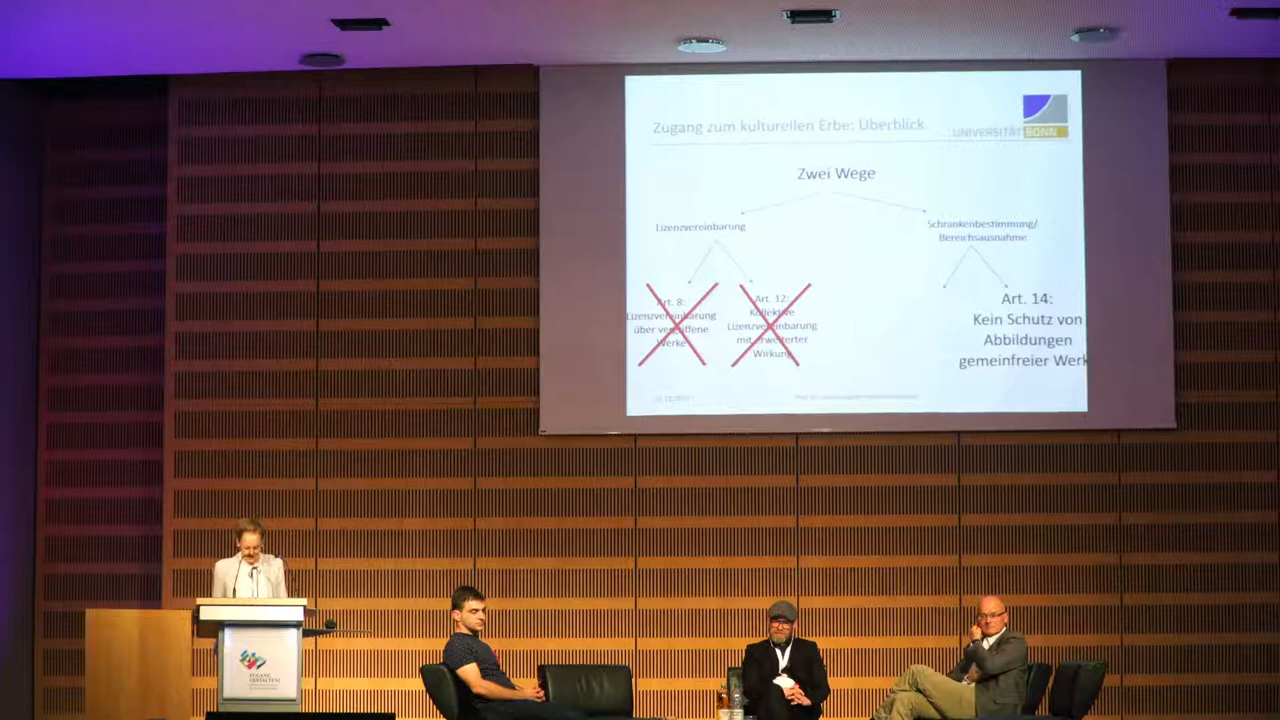 Zugang zum kulturellen Erbe: Überblick
UNIVERSITÄT BONN
Zwei Wege
Lizenzvereinbarung
Schrankenbestimmung/
Bereichsausnahme
Art. 8:
Lizenzvereinbarung
über vergriffene
Werke
Art. 12:
Kollektive
Lizenzvereinbarung
mit erweiterter
Wirkung
Art. 14:
Kein Schutz von
Abbildungen
gemeinfreier Werk
ZUGANG
GESTALTEN!